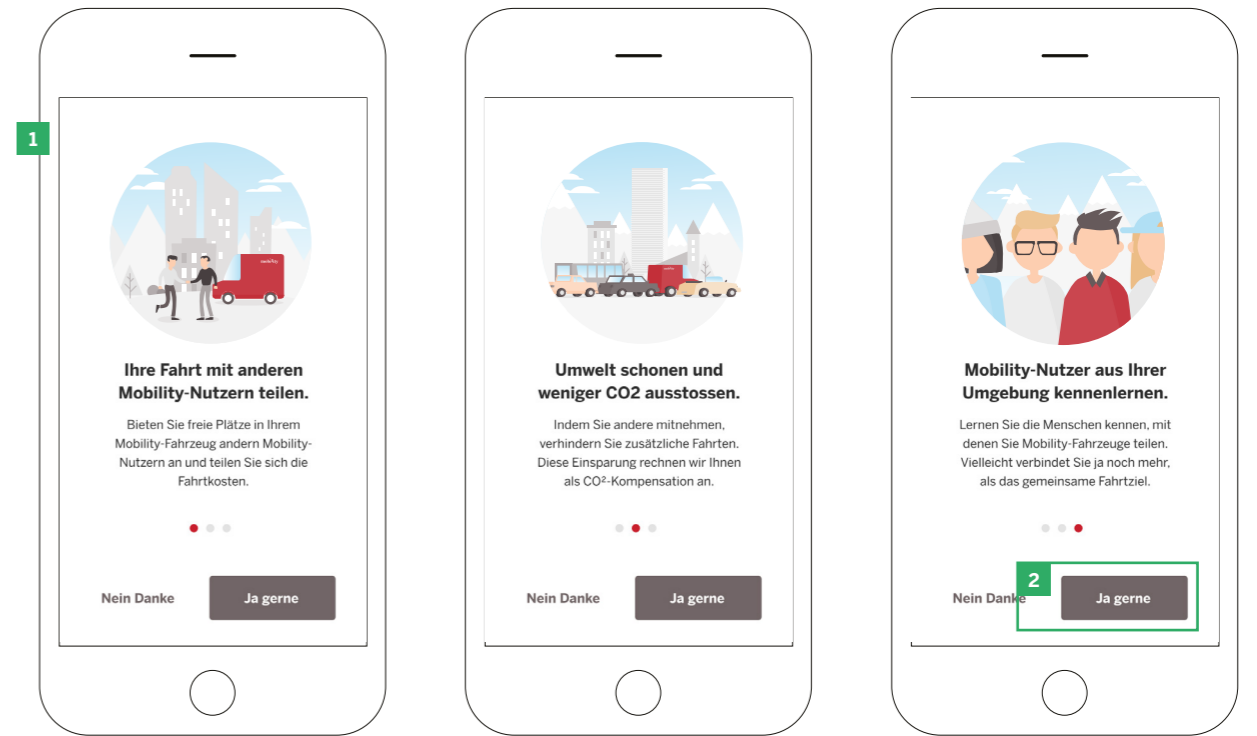 1
Ihre Fahrt mit anderen
Mobility-Nutzern teilen.
Bieten Sie freie Plätze in Ihrem
Mobility-Fahrzeug andern Mobility-
Nutzern an und teilen Sie sich die
Fahrtkosten.
Nein Danke
Ja gerne
Umwelt schonen und
weniger CO2 ausstossen.
Indem Sie andere mitnehmen,
verhindern Sie zusätzliche Fahrten.
Diese Einsparung rechnen wir Ihnen
als CO²-Kompensation an.
Nein Danke
Ja gerne
Mobility-Nutzer aus Ihrer
Umgebung kennenlernen.
Lernen Sie die Menschen kennen, mit
denen Sie Mobility-Fahrzeuge teilen.
Vielleicht verbindet Sie ja noch mehr,
als das gemeinsame Fahrtziel.
2
Nein Danke
Ja gerne